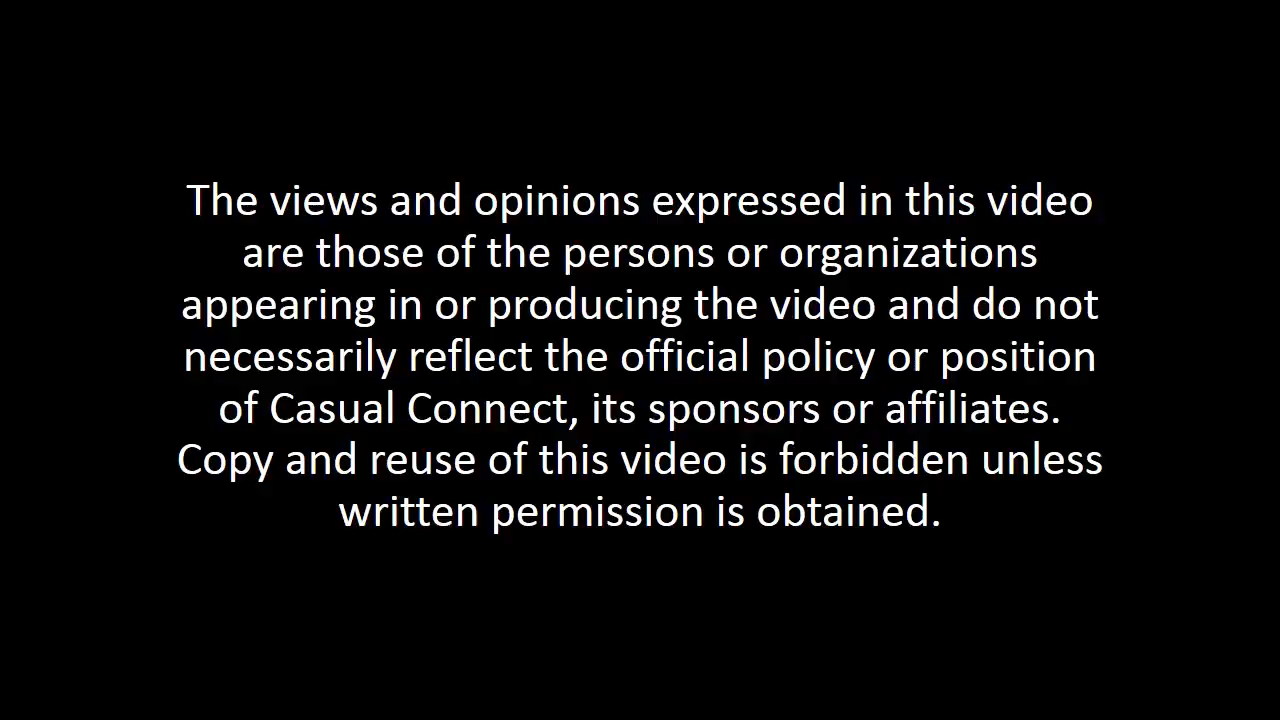 The views and opinions expressed in this video
are those of the persons or organizations
appearing in or producing the video and do not
necessarily reflect the official policy or position
of Casual Connect, its sponsors or affiliates.
Copy and reuse of this video is forbidden unless
written permission is obtained.